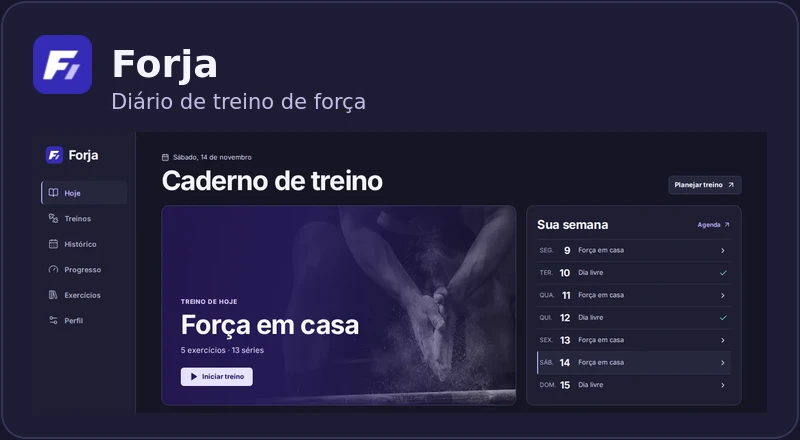 Forja
Diário de treino de força
Forja
Hoje
Treinos
Histórico
Progresso
Exercícios
Perfil
Sábado, 14 de novembro
Caderno de treino
Planejar treino
TREINO DE HOJE
Força em casa
5 exercícios · 13 séries
Iniciar treino
Sua semana
Agenda
SEG. 9 Força em casa
TER. 10 Dia livre
QUA. 11 Força em casa
QUI. 12 Dia livre
SEX. 13 Força em casa
SÁB. 14 Força em casa
DOM. 15 Dia livre